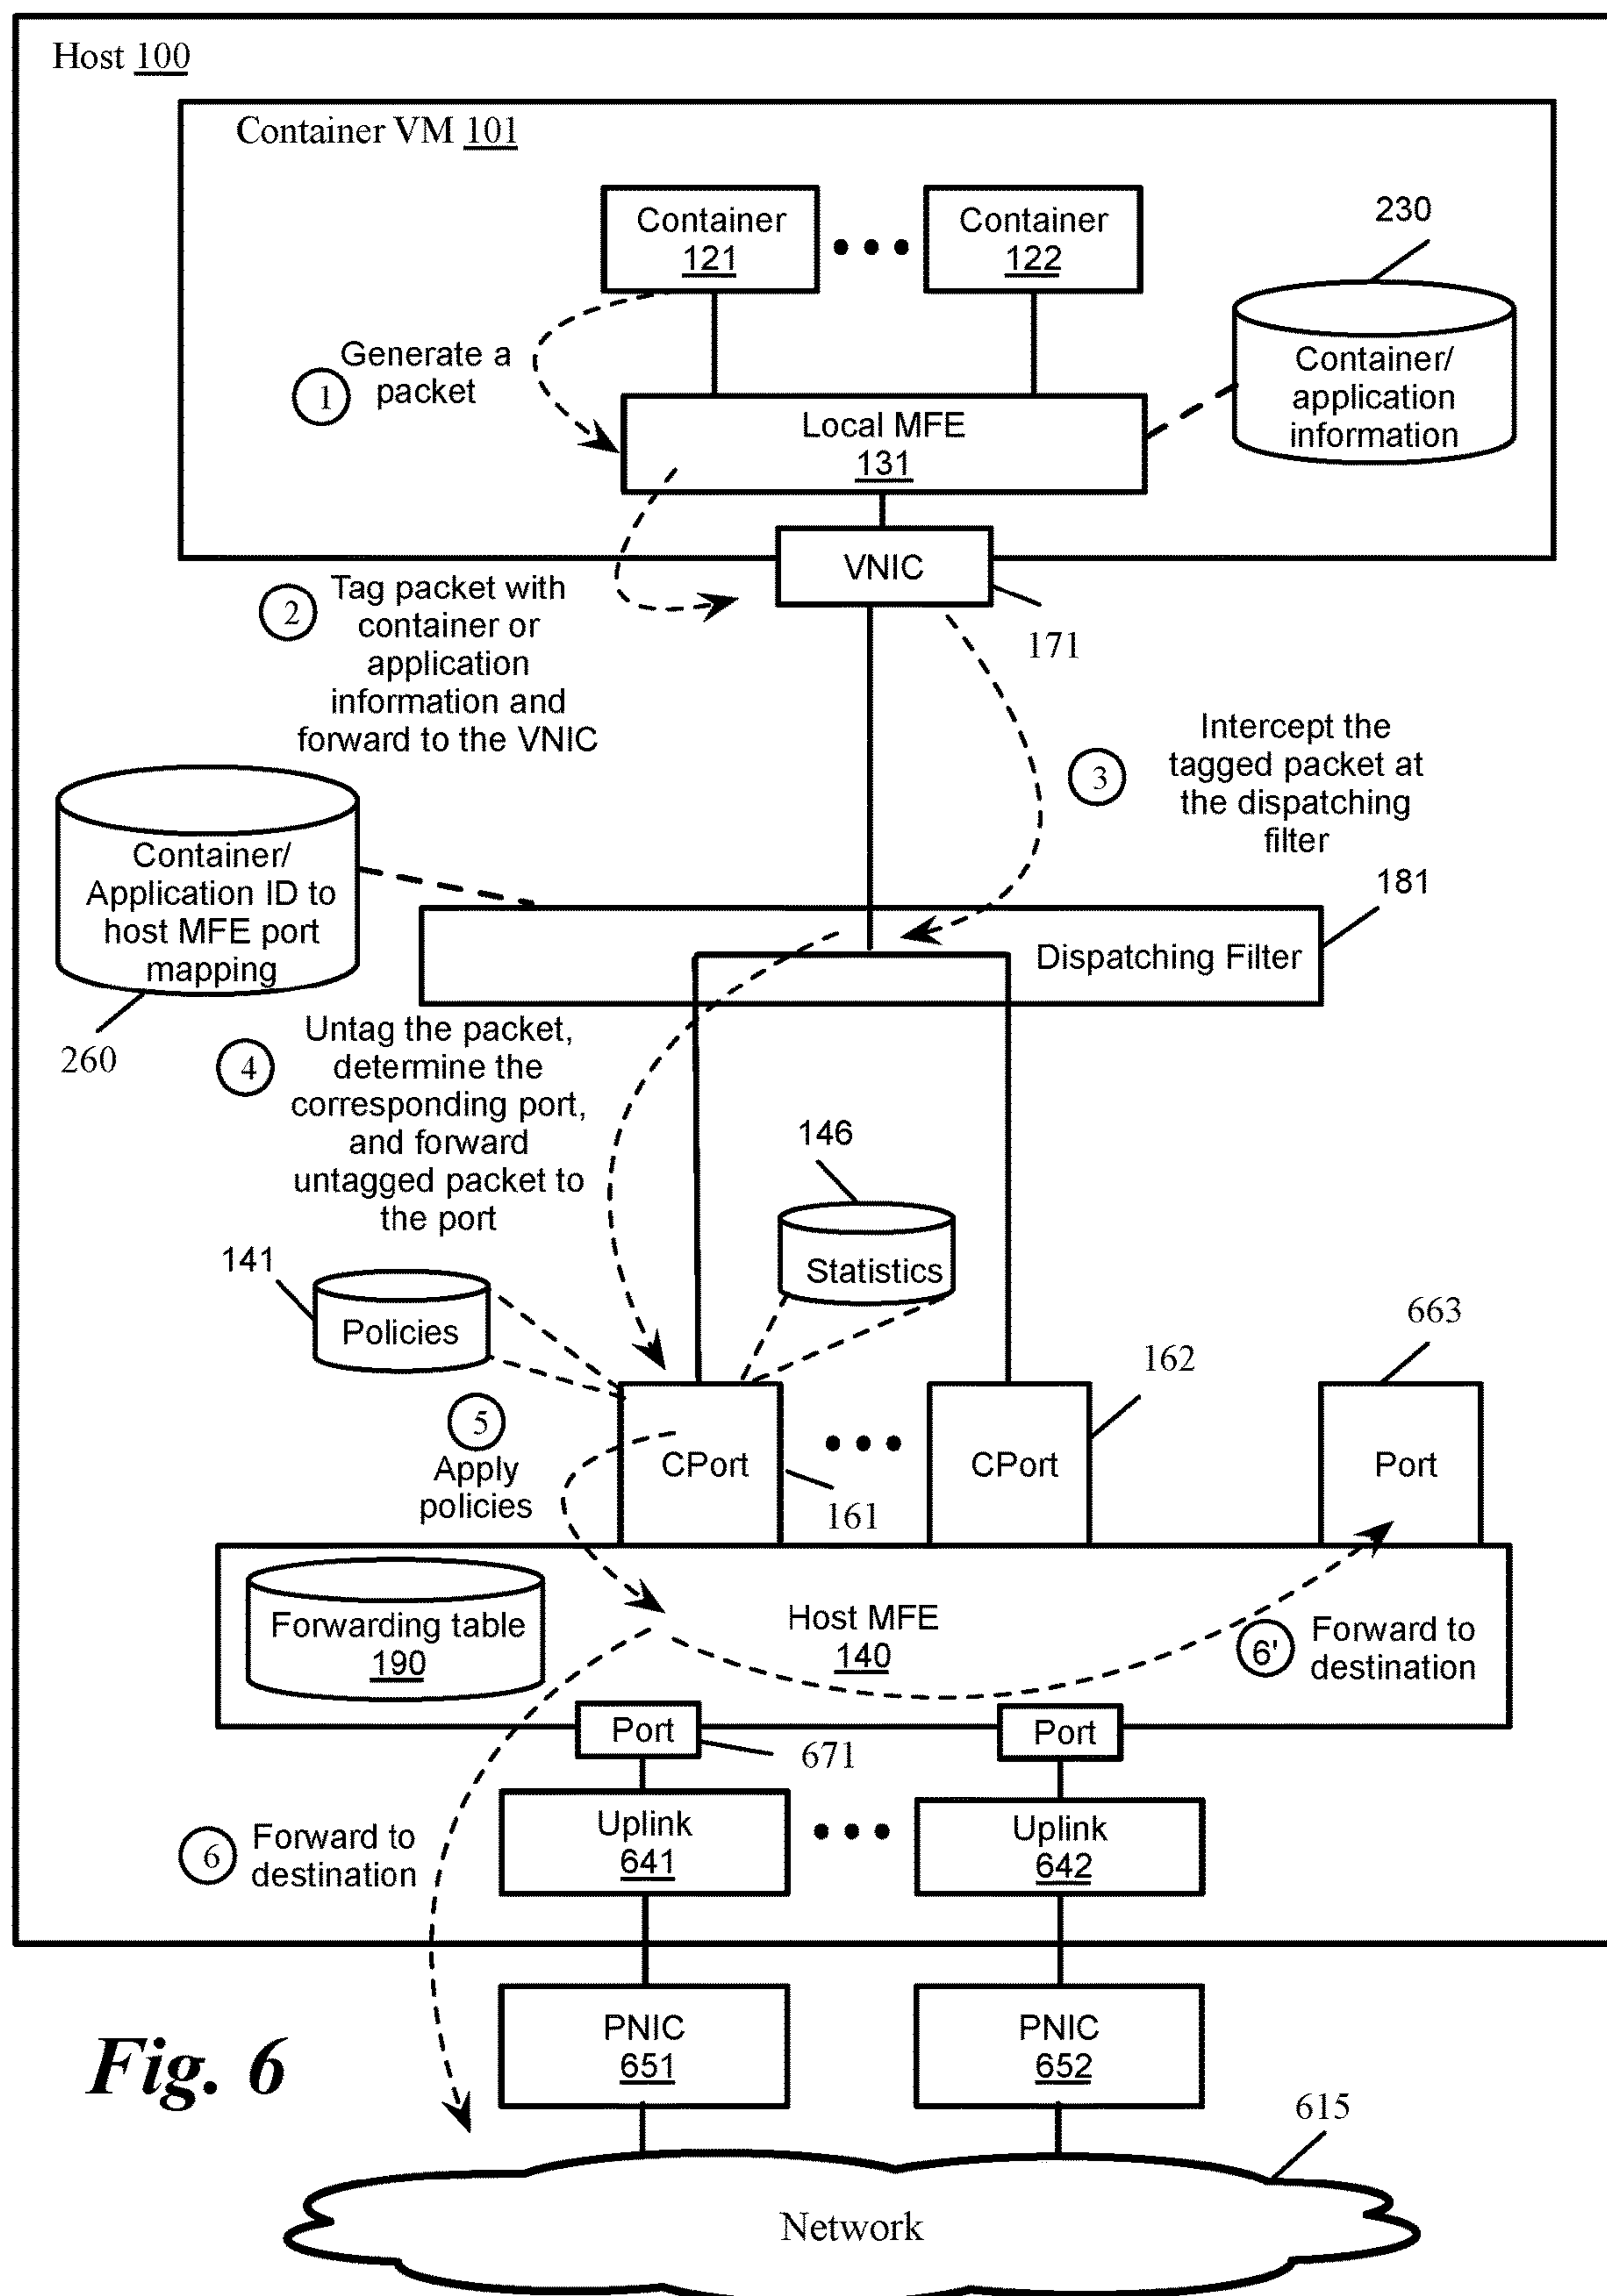 Host 100
Container VM 101
Container
121
Container
122
230
Container/
application
information
Generate a
packet
1
Local MFE
131
VNIC
171
2
Tag packet with
container or
application
information and
forward to the VNIC
3
Intercept the
tagged packet at
the dispatching
filter
Container/
Application ID to
host MFE port
mapping
260
181
Dispatching Filter
4
Untag the packet,
determine the
corresponding port,
and forward
untagged packet to
the port
146
Statistics
141
Policies
663
162
5
Apply
policies
CPort
161
CPort
Port
Forwarding table
190
Host MFE
140
6'
Forward to
destination
Port
671
Port
6
Forward to
destination
Uplink
641
Uplink
642
PNIC
651
PNIC
652
Fig. 6
615
Network